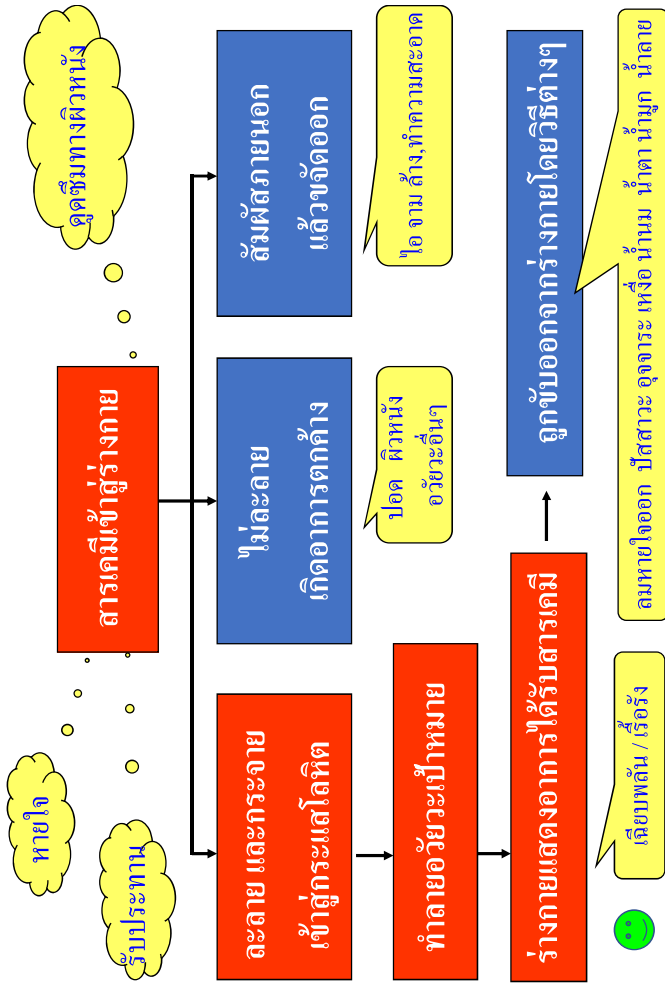 หายใจ
รับประทาน
ดูดซึมทางผิวหนัง
สารเคมีเข้าสู่ร่างกาย
ละลาย และกระจาย
เข้าสู่กระแสโลหิต
ไม่ละลาย
เกิดอาการตกค้าง
สัมผัสภายนอก
แล้วขจัดออก
ปอด ผิวหนัง
อวัยวะอื่นๆ
ไอ จาม ล้าง,ทำความสะอาด
ทำลายอวัยวะเป้าหมาย
ร่างกายแสดงอาการได้รับสารเคมี
ถูกขับออกจากร่างกายโดยวิธีต่างๆ
เฉียบพลัน / เรื้อรัง
ลมหายใจออก ปัสสาวะ อุจจาระ เหงื่อ น้ำนม น้ำตา น้ำมูก น้ำลาย